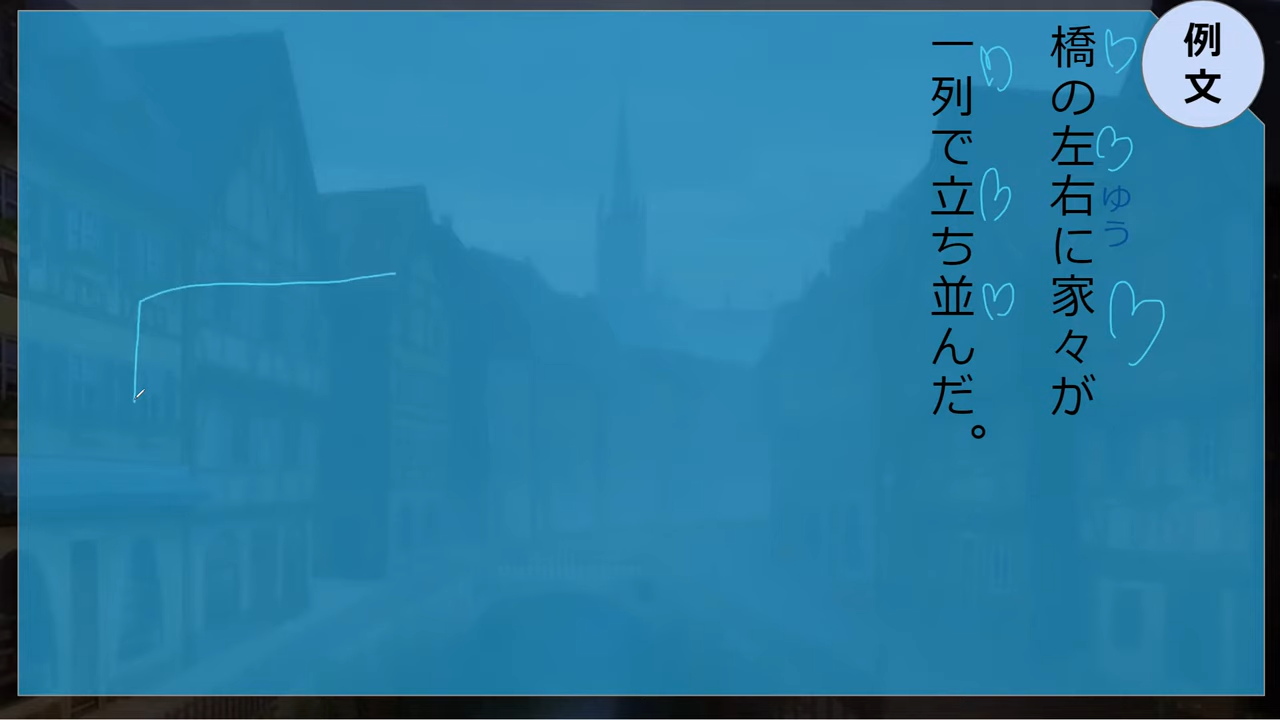 例文
橋の左右に家々が
ゆう
一列で立ち並んだ。